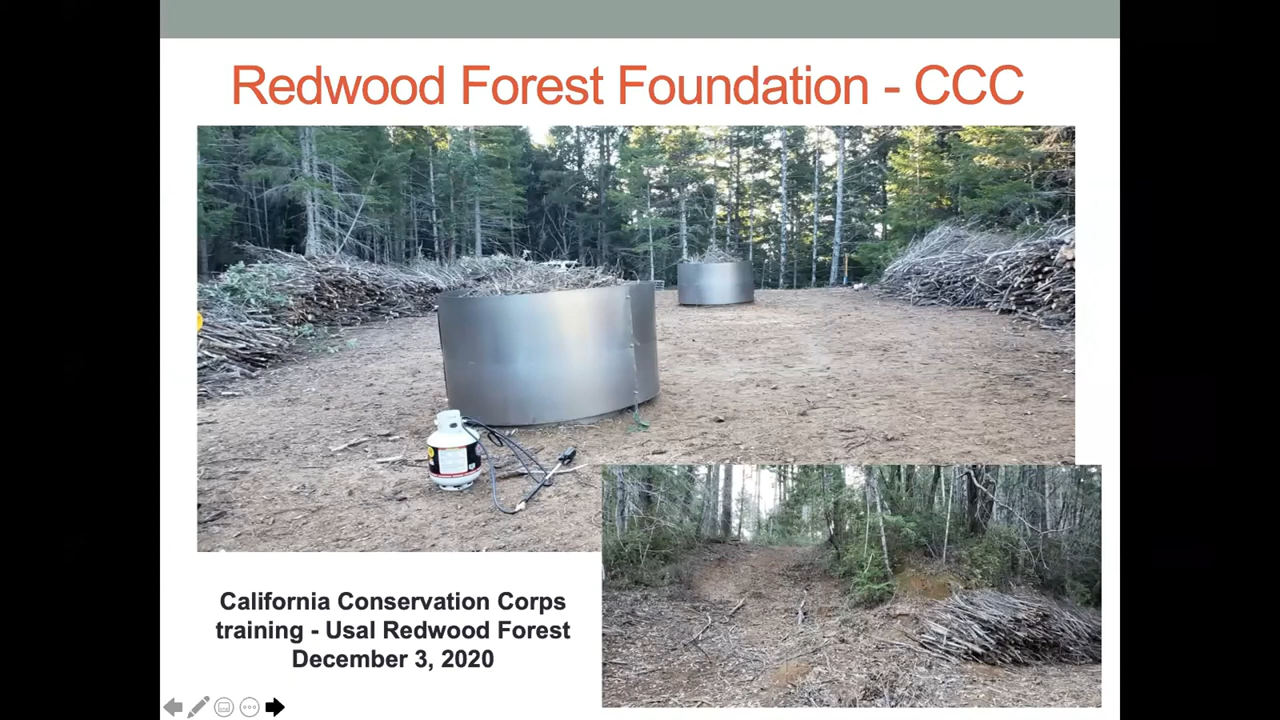 Redwood Forest Foundation - CCC
California Conservation Corps
training - Usal Redwood Forest
December 3, 2020